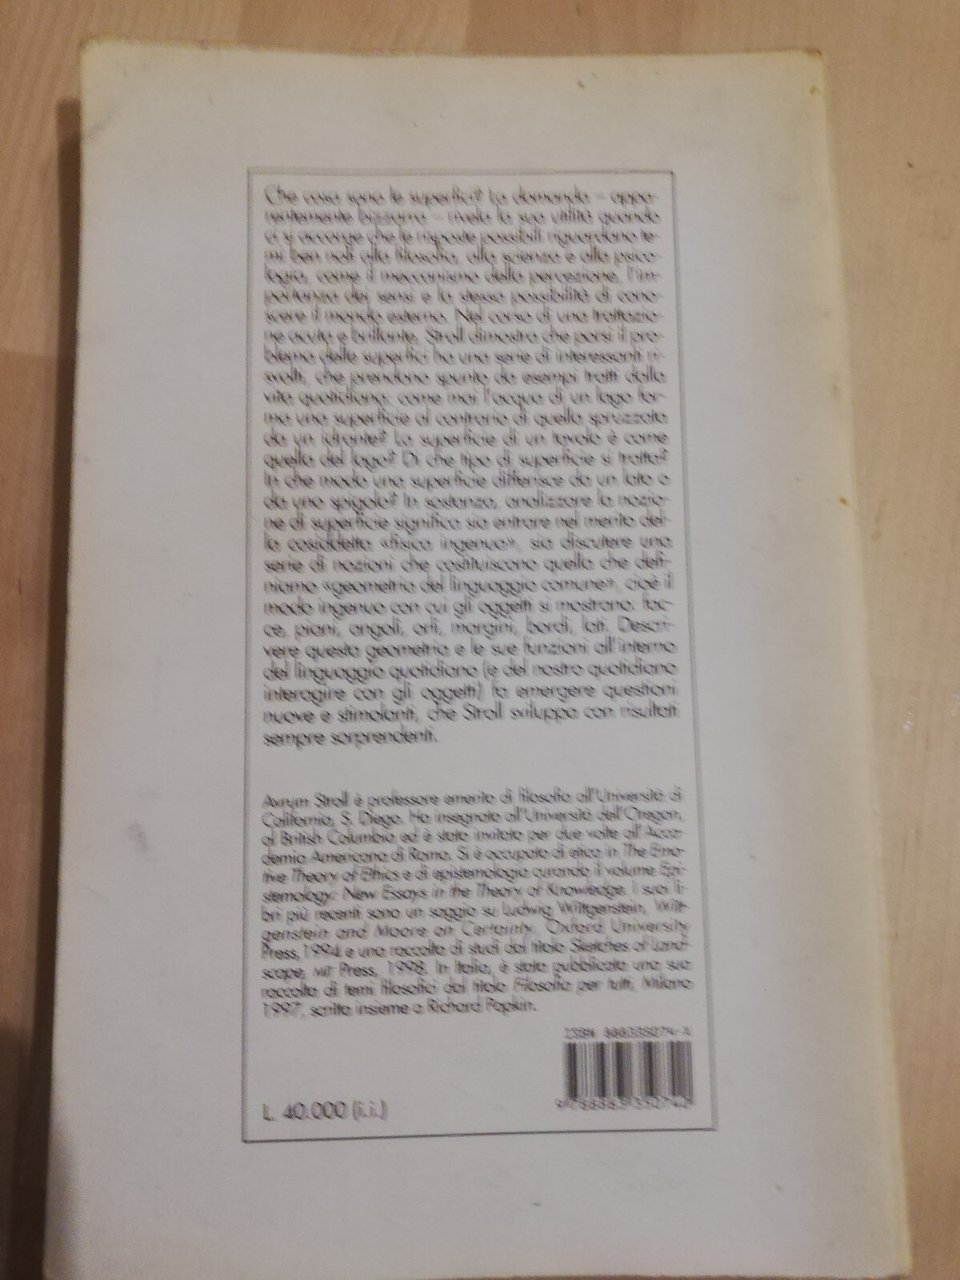 Che cosa sono le superfici? La domanda – appa-
rentemente bizzarra – rivela la sua utilità quando
ci si accorge che le risposte possibili riguardano te-
mi ben noti alla filosofia, alla scienza e alla psico-
logia, come il meccanismo della percezione, l'im-
portanza dei sensi e la stessa possibilità di cono-
scere il mondo esterno. Nel corso di una trattazio-
ne acuta e brillante, Stroll dimostra che porsi il pro-
blema delle superfici ha una serie di interessanti ri-
svolti, che prendono spunto da esempi tratti dalla
vita quotidiana: come mai l'acqua di un lago for-
ma una superficie al contrario di quella spruzzata
da un idrante? La superficie di un tavolo è come
quella del lago? Di che tipo di superficie si tratta?
In che modo una superficie differisce da un lato o
da uno spigolo? In sostanza, analizzare la nozio-
ne di superficie significa sia entrare nel merito del-
la cosiddetta «fisica ingenua», sia discutere una
serie di nozioni che costituiscono quella che defi-
niamo «geometria del linguaggio comune», cioè il
modo ingenuo con cui gli oggetti si mostrano: fac-
ce, piani, angoli, orli, margini, bordi, lati. Descri-
vere questa geometria e le sue funzioni all'interno
del linguaggio quotidiano (e del nostro quotidiano
interagire con gli oggetti) fa emergere questioni
nuove e stimolanti, che Stroll sviluppa con risultati
sempre sorprendenti.
Avrum Stroll è professore emerito di filosofia all'Università di
California, S. Diego. Ha insegnato all'Università dell'Oregon,
al British Columbia ed è stato invitato per due volte all'Acca-
demia Americana di Roma. Si è occupato di etica in The Emo-
tive Theory of Ethics e di epistemologia curando il volume Epi-
stemology: New Essays in the Theory of Knowledge. I suoi li-
bri più recenti sono un saggio su Ludwig Wittgenstein, Witt-
genstein and Moore on Certainty, Oxford University
Press, 1994 e una raccolta di studi dal titolo Sketches of Land-
scape, MIT Press, 1998. In Italia, è stata pubblicata una sua
raccolta di temi filosofici dal titolo Filosofia per tutti, Milano
1997, scritta insieme a Richard Popkin.
ISBN 888335074-X
9 788883 350740
L. 40.000 (i.i.)